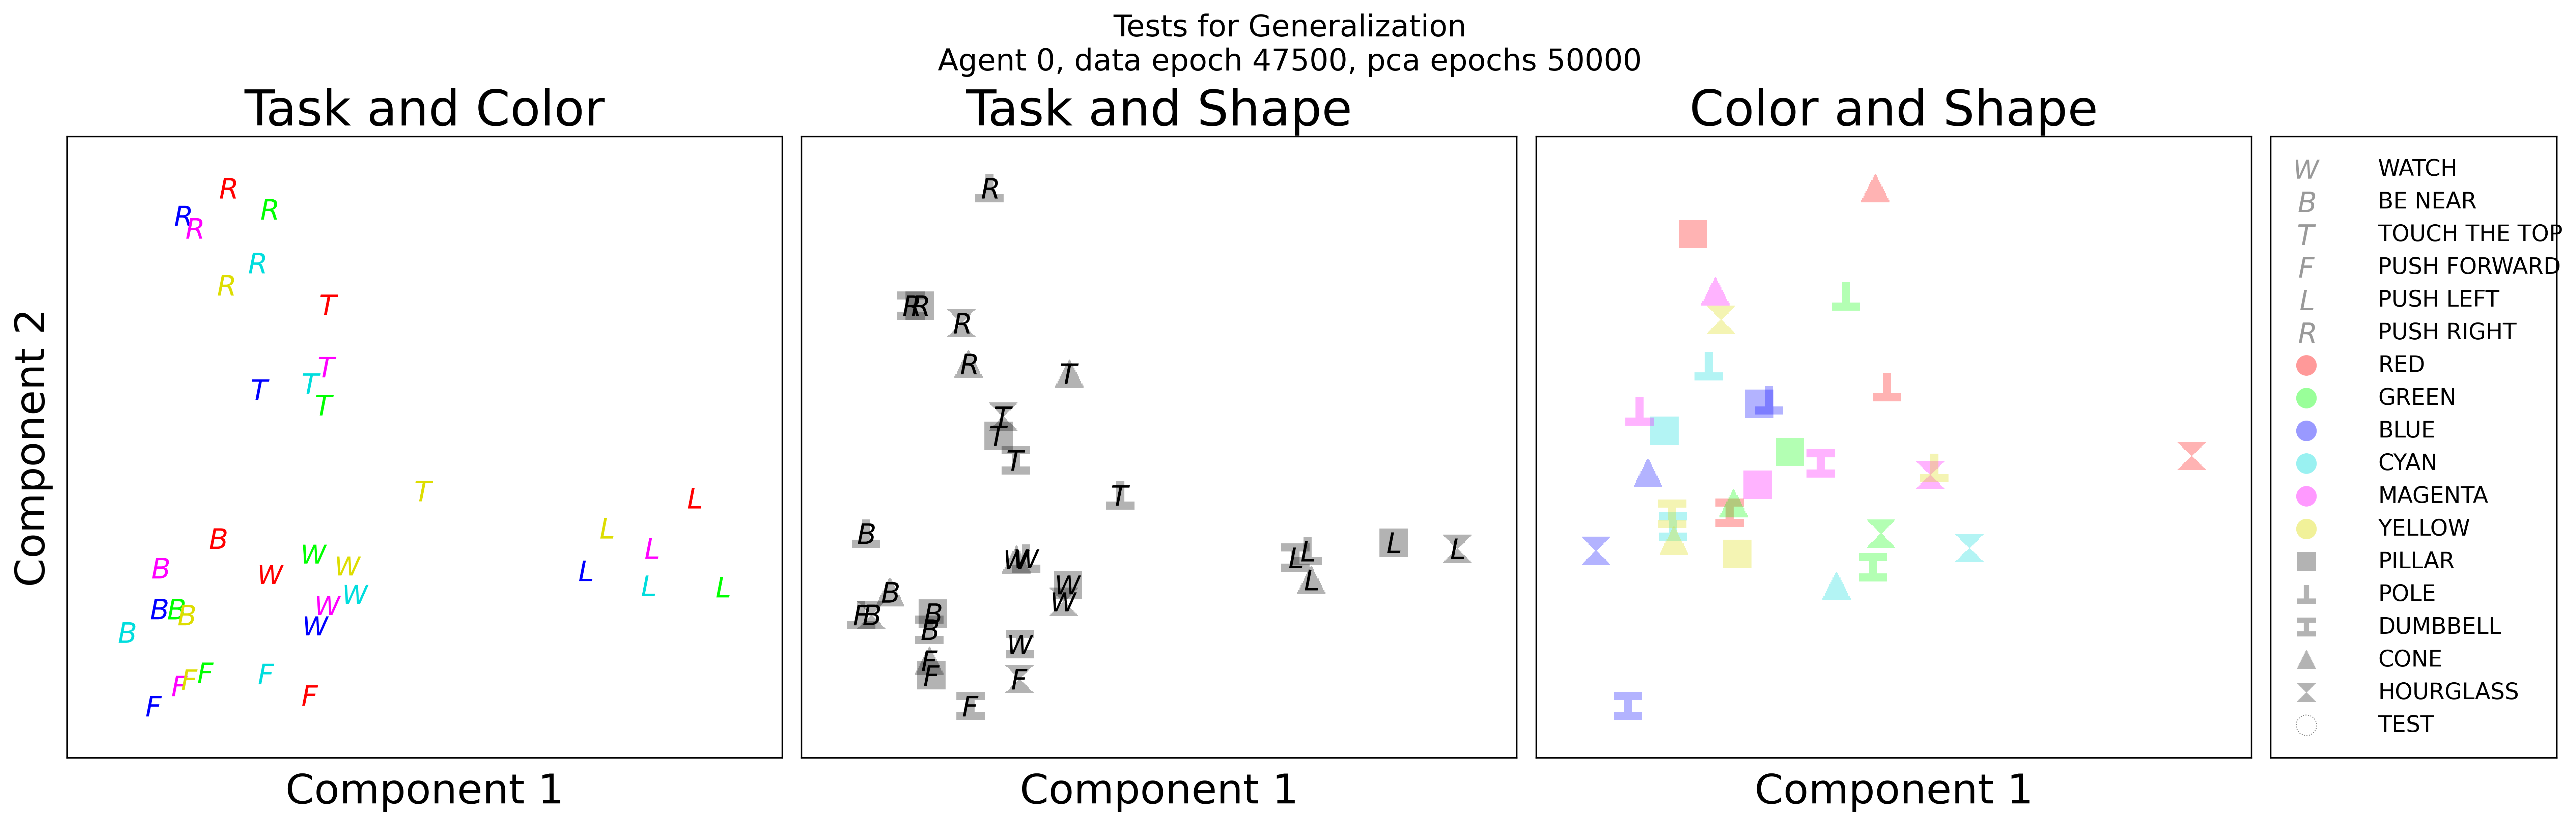 Tests for Generalization
Agent 0, data epoch 47500, pca epochs 50000
Task and Color
Task and Shape
Color and Shape
Component 2
R
R
R
R
R
R
T
T
T
T
T
T
L
L
L
L
L
L
B
B
B
B
B
B
W
W
W
W
W
W
F
F
F
F
F
F
R
R
R
R
R
T
T
T
T
T
L
L
L
L
L
B
B
B
B
B
W
W
W
W
W
F
F
F
F
F
W WATCH
B BE NEAR
T TOUCH THE TOP
F PUSH FORWARD
L PUSH LEFT
R PUSH RIGHT
RED
GREEN
BLUE
CYAN
MAGENTA
YELLOW
PILLAR
POLE
DUMBBELL
CONE
HOURGLASS
TEST
Component 1
Component 1
Component 1